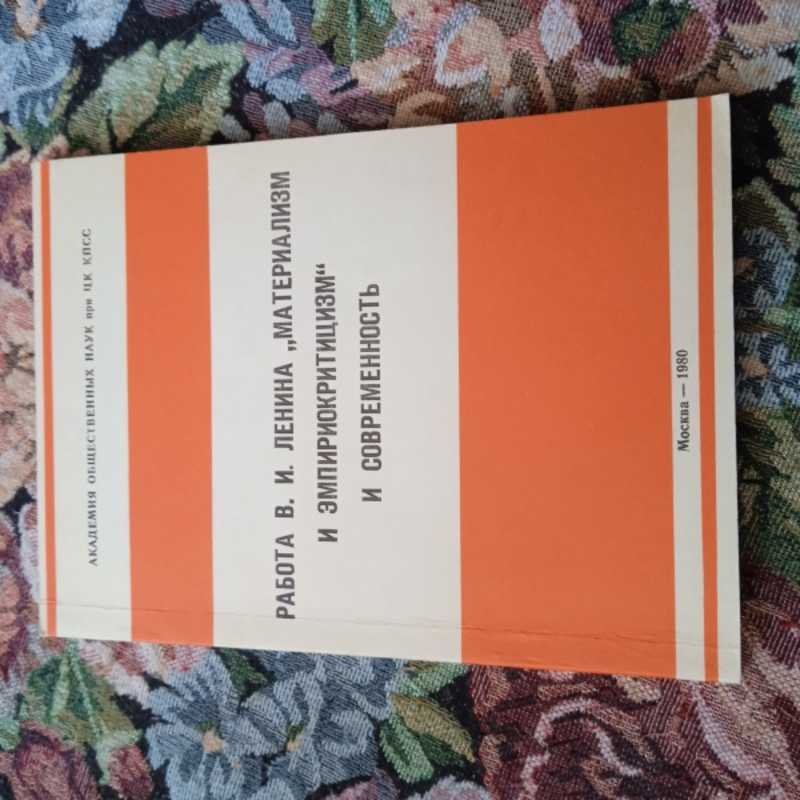 АКАДЕМИЯ ОБЩЕСТВЕННЫХ НАУК при ЦК КПСС
РАБОТА В. И. ЛЕНИНА „МАТЕРИАЛИЗМ
И ЭМПИРИОКРИТИЦИЗМ“
И СОВРЕМЕННОСТЬ
Москва — 1980